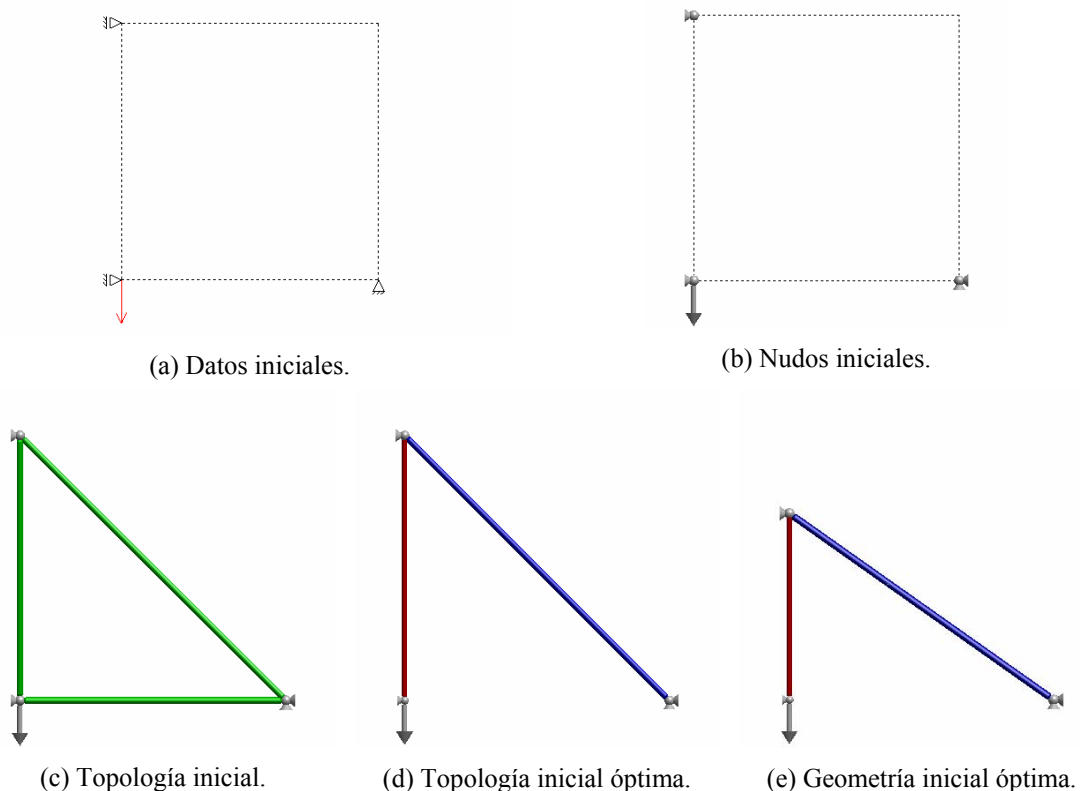 (a) Datos iniciales.
(b) Nudos iniciales.
(c) Topología inicial.
(d) Topología inicial óptima.
(e) Geometría inicial óptima.